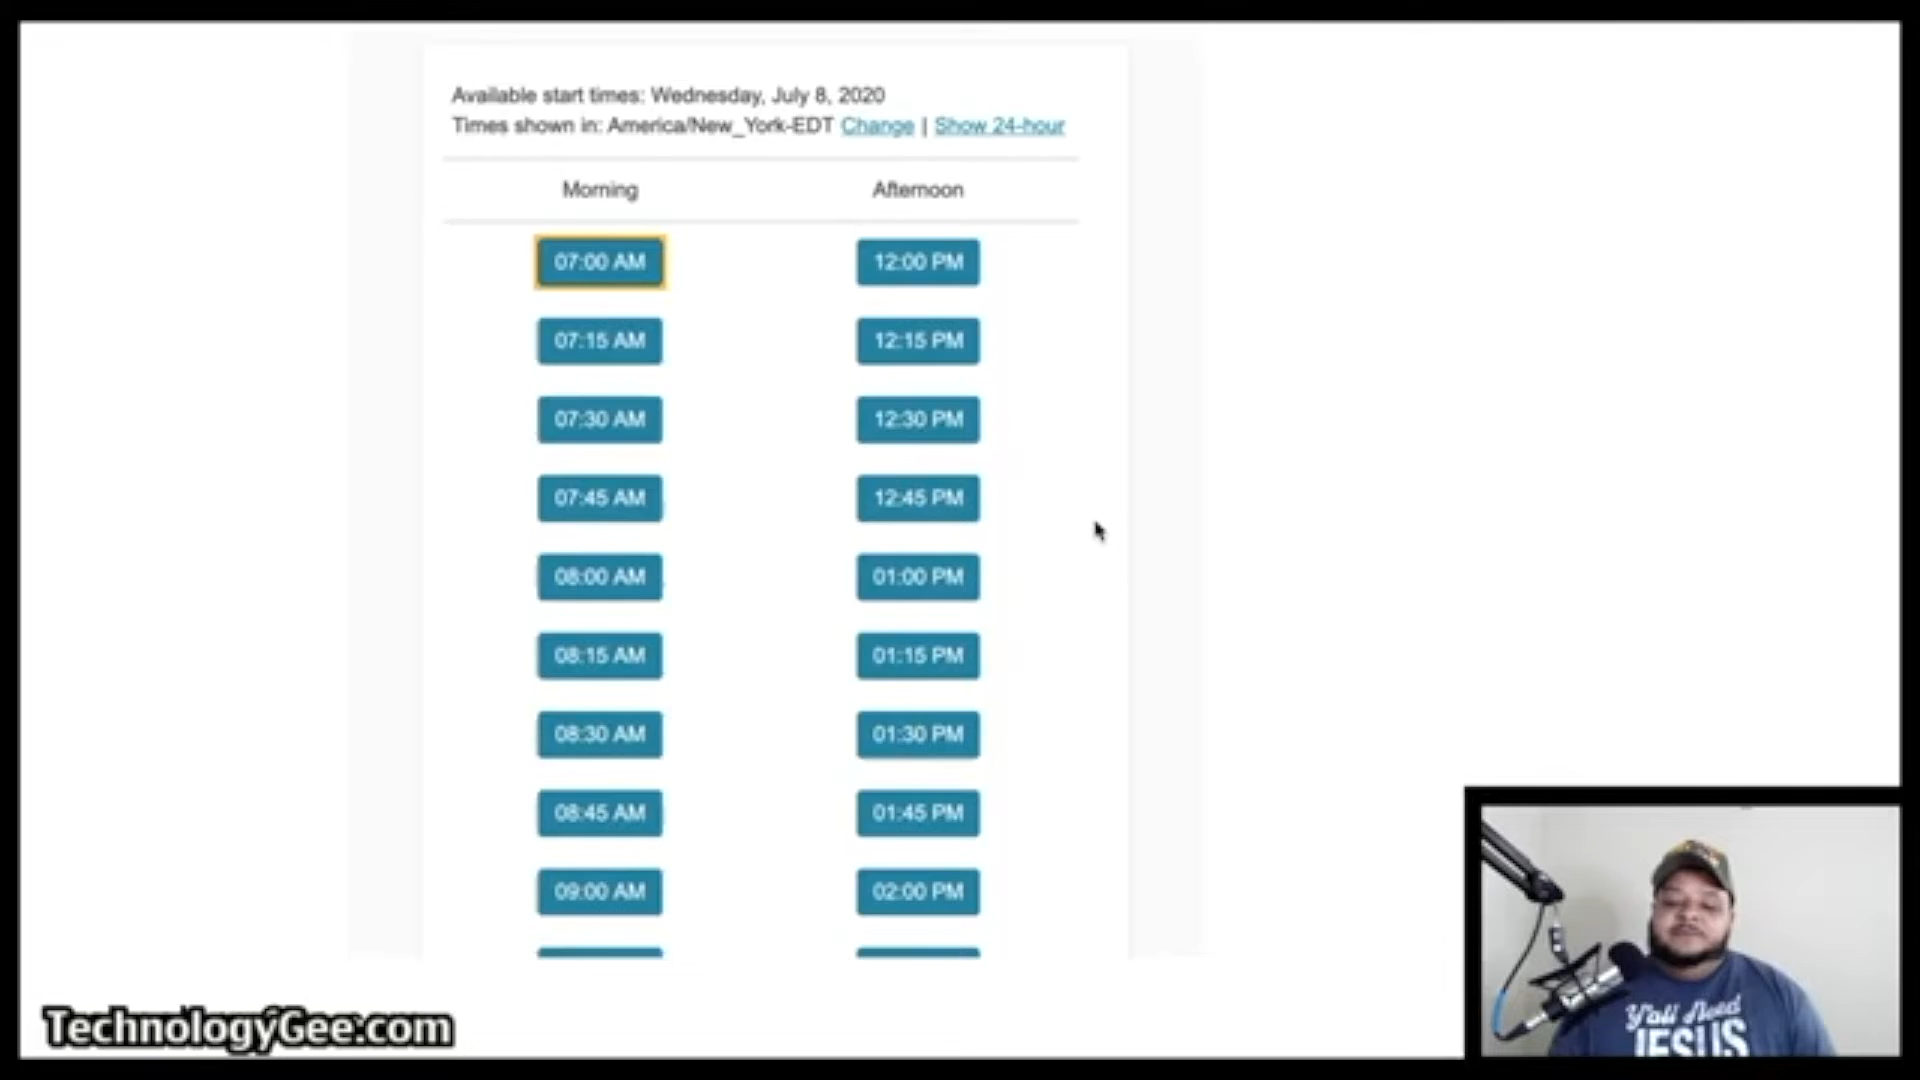 Available start times: Wednesday, July 8, 2020
Times shown in: America/New_York-EDT Change | Show 24-hour
Morning Afternoon
07:00 AM 12:00 PM
07:15 AM 12:15 PM
07:30 AM 12:30 PM
07:45 AM 12:45 PM
08:00 AM 01:00 PM
08:15 AM 01:15 PM
08:30 AM 01:30 PM
08:45 AM 01:45 PM
09:00 AM 02:00 PM
TechnologyGee.com
Y'all Need
JESUS